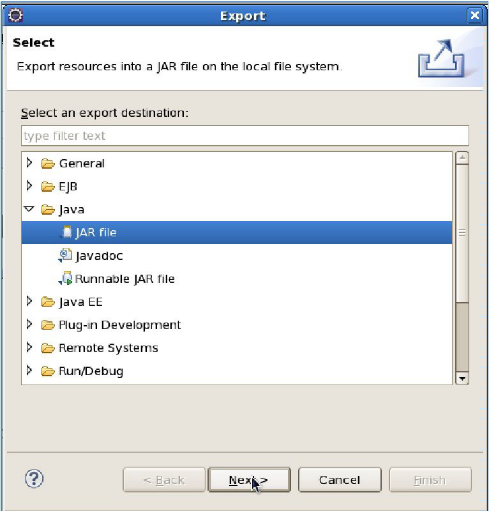 Export
Select
Export resources into a JAR file on the local file system.
Select an export destination:
type filter text
General
EJB
Java
JAR file
Javadoc
Runnable JAR file
Java EE
Plug-in Development
Remote Systems
Run/Debug
?
< Back Next > Cancel Finish